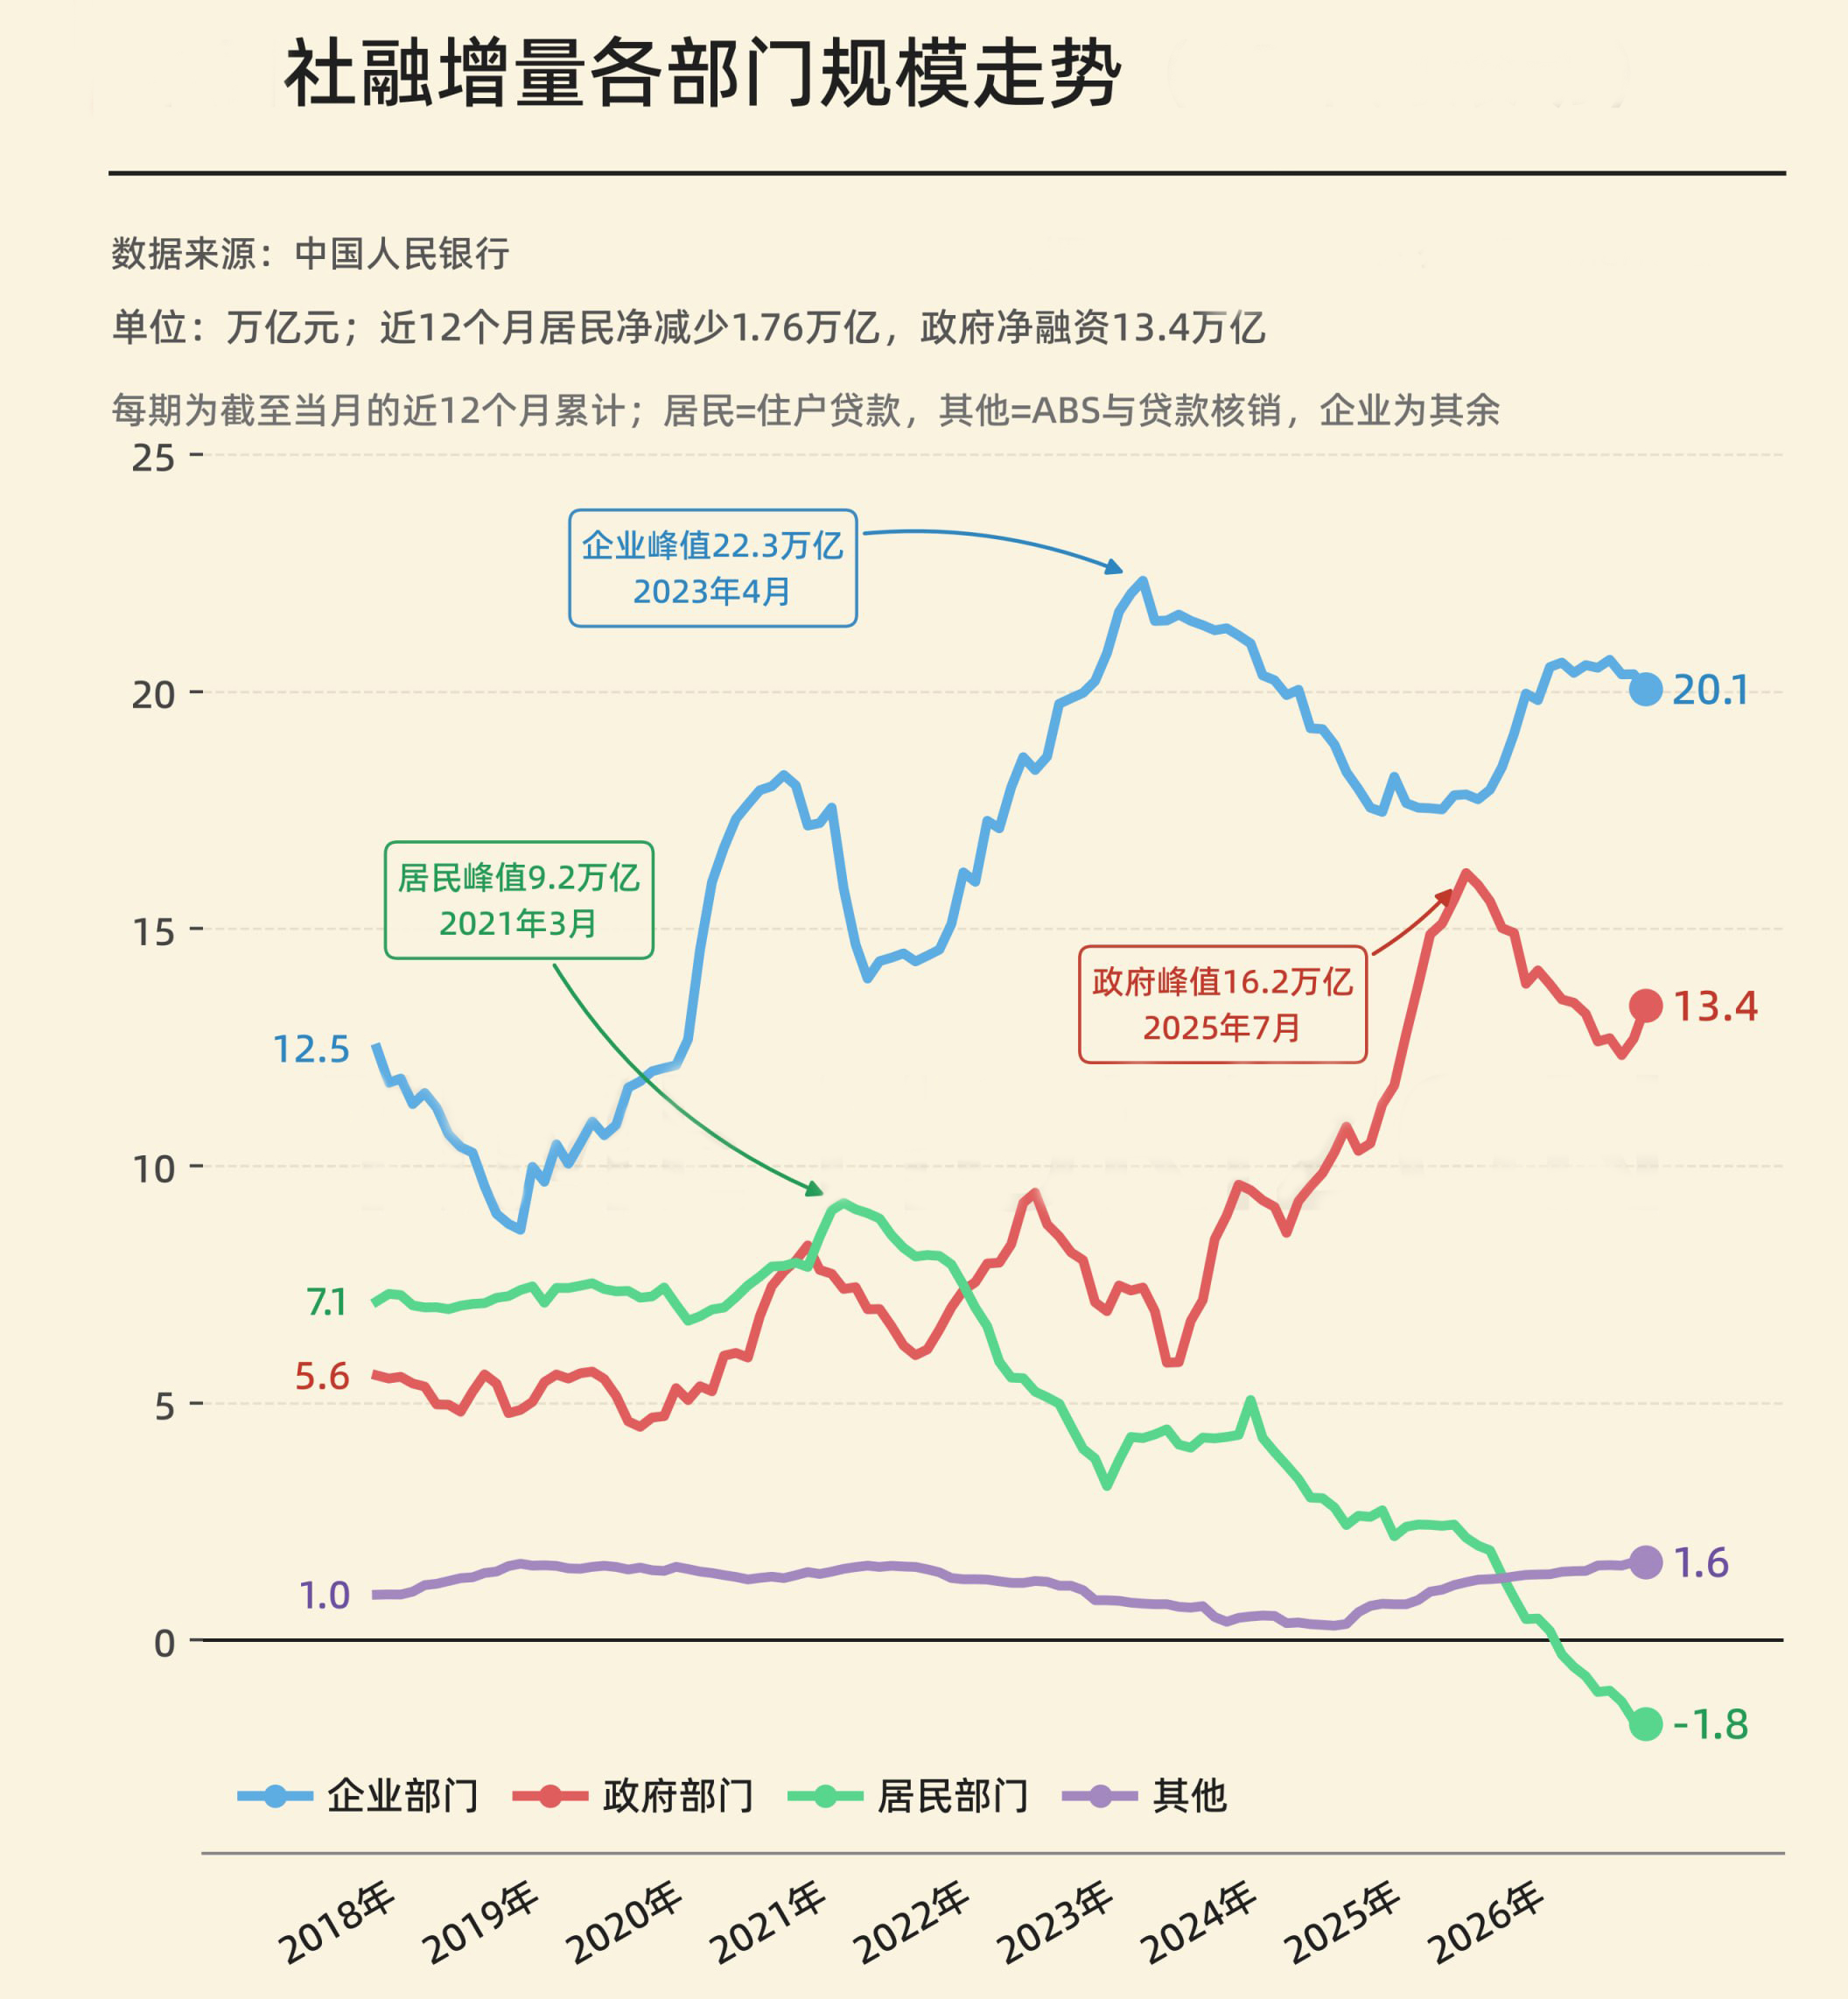 社融增量各部门规模走势
数据来源：中国人民银行
单位：万亿元；近12个月居民净减少1.76万亿，政府净融资13.4万亿
每期为截至当月的近12个月累计；居民=住户贷款，其他=ABS与贷款核销，企业为其余
25
企业峰值22.3万亿
2023年4月
20
20.1
居民峰值9.2万亿
2021年3月
15
政府峰值16.2万亿
2025年7月
13.4
12.5
10
7.1
5.6
5
1.0
1.6
0
-1.8
企业部门 政府部门 居民部门 其他
2018年 2019年 2020年 2021年 2022年 2023年 2024年 2025年 2026年